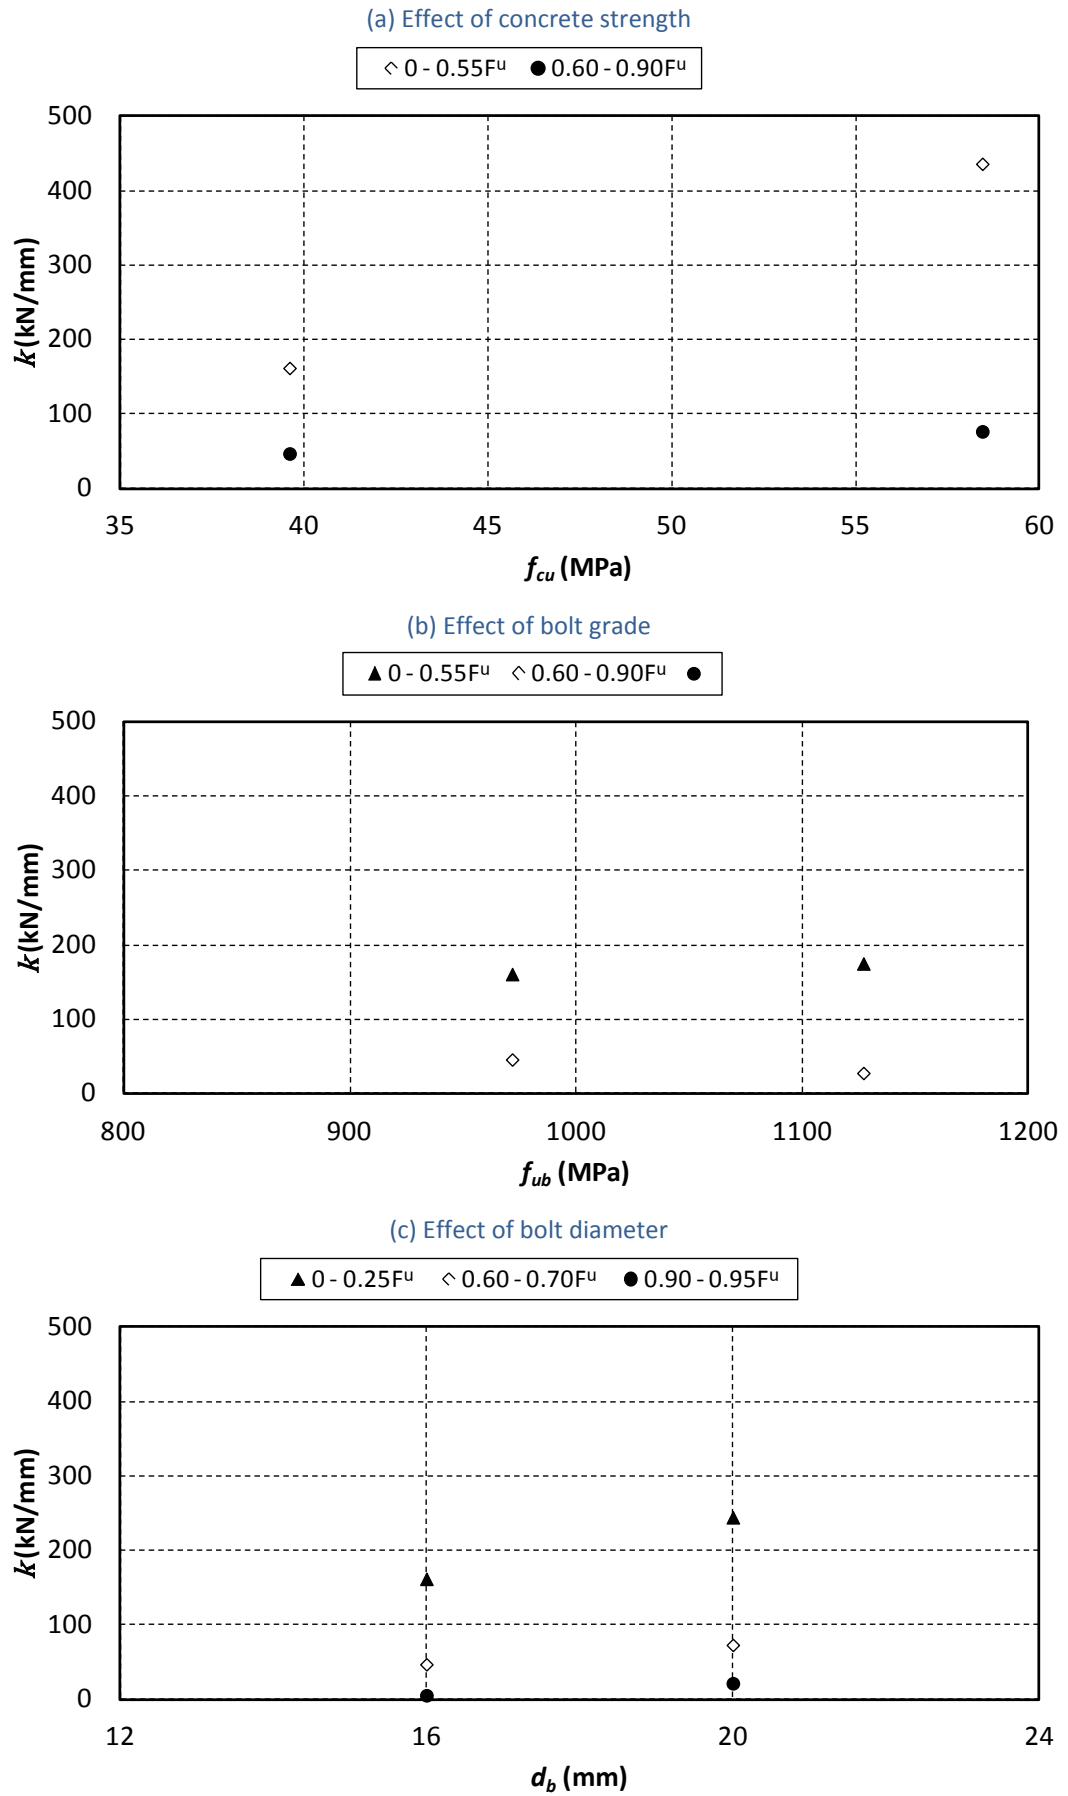 (a) Effect of concrete strength
0 - 0.55Fᵘ 0.60 - 0.90Fᵘ
500
400
300
200
100
0
k (kN/mm)
35 40 45 50 55 60
f_cu (MPa)
(b) Effect of bolt grade
0 - 0.55Fᵘ 0.60 - 0.90Fᵘ
500
400
300
200
100
0
k (kN/mm)
800 900 1000 1100 1200
f_ub (MPa)
(c) Effect of bolt diameter
0 - 0.25Fᵘ 0.60 - 0.70Fᵘ 0.90 - 0.95Fᵘ
500
400
300
200
100
0
k (kN/mm)
12 16 20 24
d_b (mm)